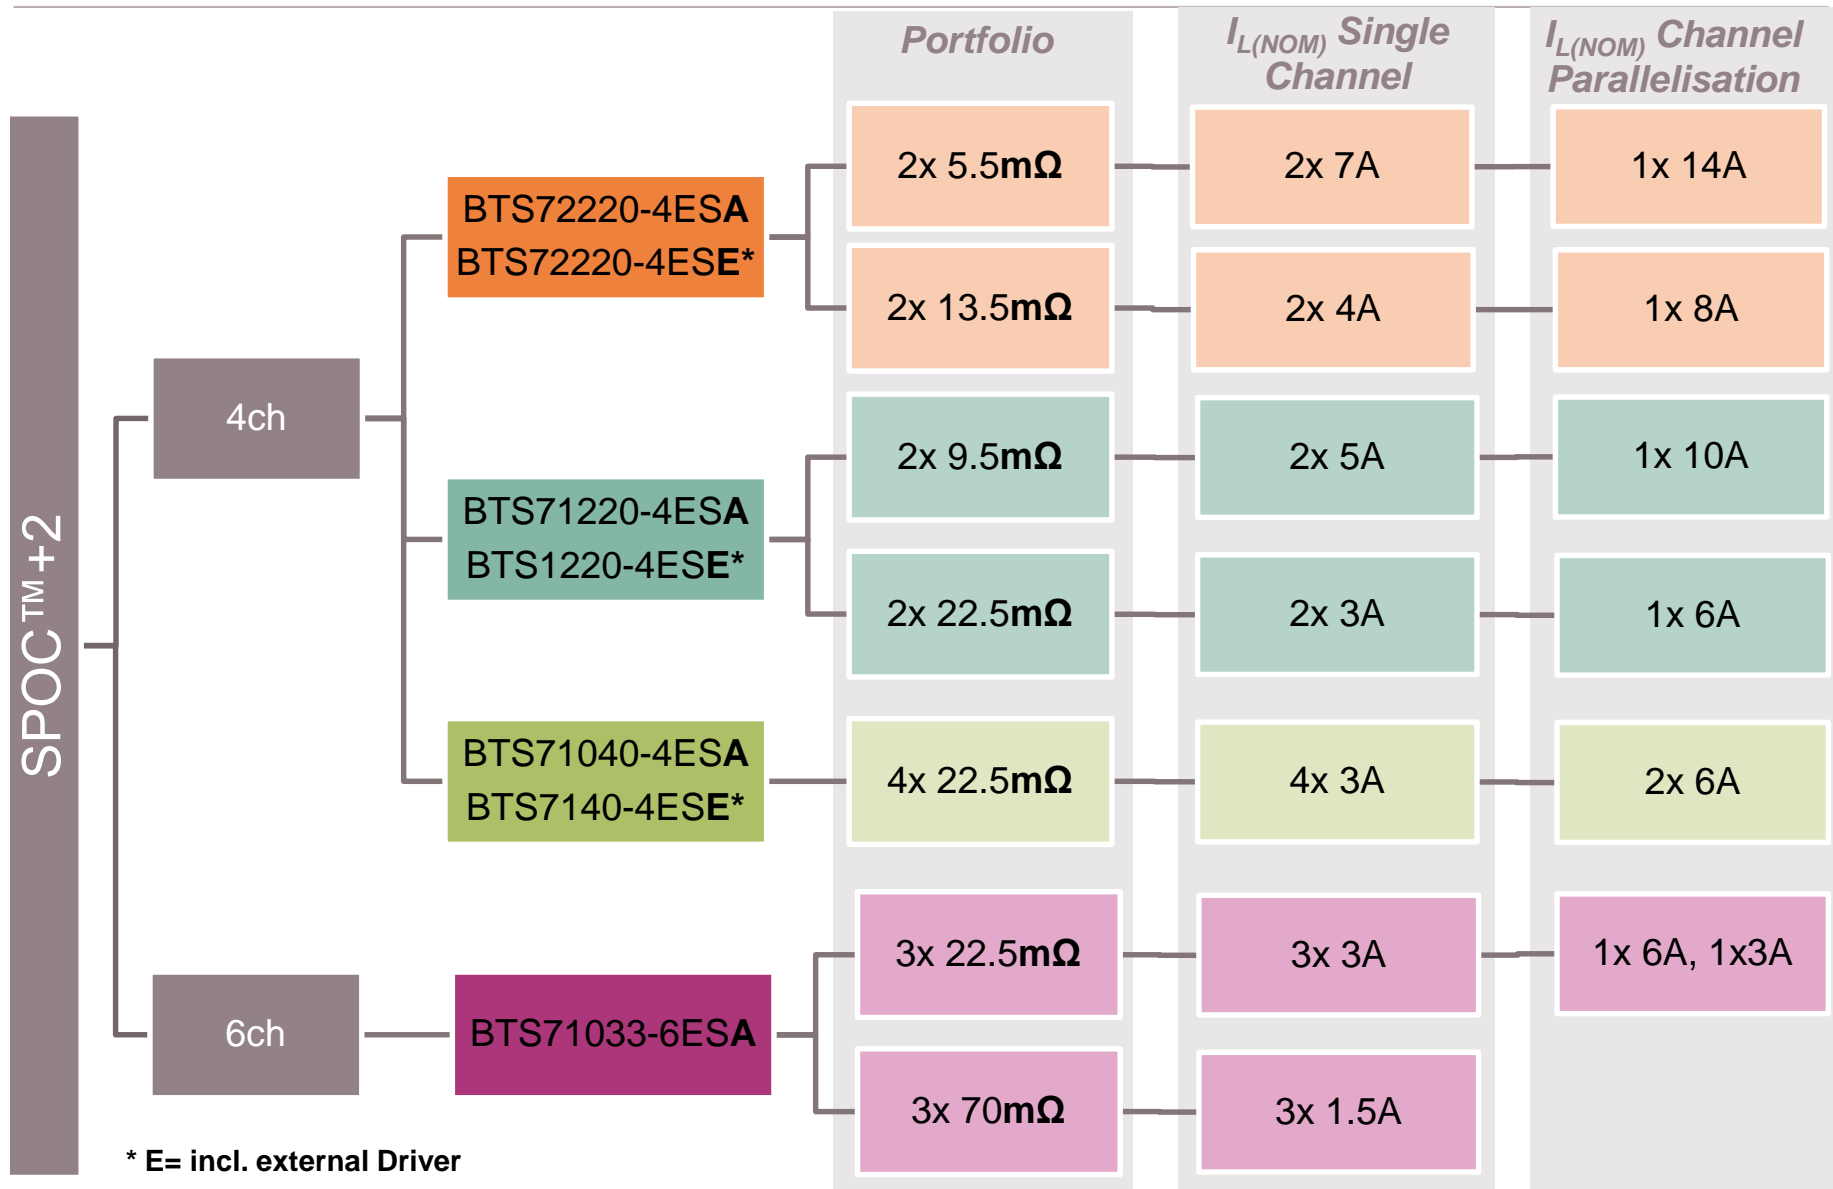 Portfolio
I_L(NOM) Single
Channel
I_L(NOM) Channel
Parallelisation
SPOC™+2
4ch
BTS72220-4ESA
BTS72220-4ESE*
2x 5.5mΩ
2x 7A
1x 14A
2x 13.5mΩ
2x 4A
1x 8A
BTS71220-4ESA
BTS1220-4ESE*
2x 9.5mΩ
2x 5A
1x 10A
2x 22.5mΩ
2x 3A
1x 6A
BTS71040-4ESA
BTS7140-4ESE*
4x 22.5mΩ
4x 3A
2x 6A
6ch
BTS71033-6ESA
3x 22.5mΩ
3x 3A
1x 6A, 1x3A
3x 70mΩ
3x 1.5A
* E= incl. external Driver